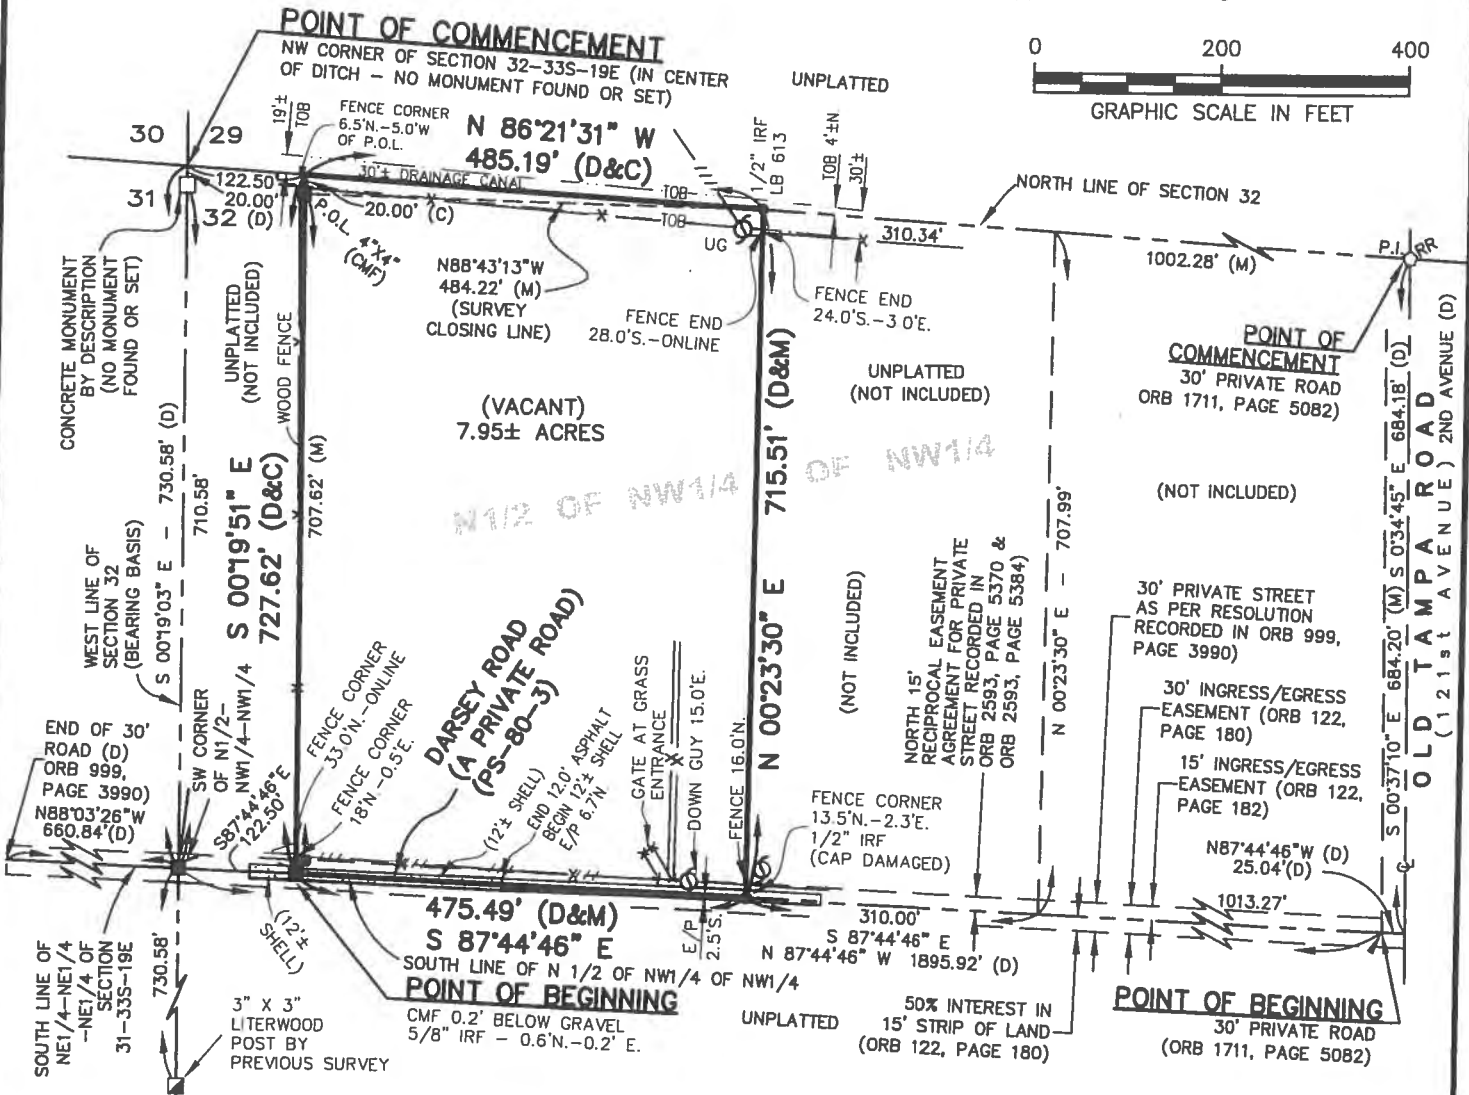 POINT OF COMMENCEMENT
NW CORNER OF SECTION 32-33S-19E (IN CENTER
OF DITCH - NO MONUMENT FOUND OR SET)
UNPLATTED
0 200 400
GRAPHIC SCALE IN FEET
30 29
31
32 (D)
19'±
TOB
FENCE CORNER
6.5'N.-5.0'W
OF P.O.L.
N 86°21'31" W
485.19' (D&C)
30'± DRAINAGE CANAL
TOB
TOB
122.50'
20.00'
20.00' (C)
P.O.L. 4"X4"
(CMF)
1/2" IRF
LB 613
TOB 4'±N
30'±
UG
310.34'
NORTH LINE OF SECTION 32
1002.28' (M)
P.I.
RR
N88°43'13"W
484.22' (M)
(SURVEY
CLOSING LINE)
FENCE END
28.0'S.-ONLINE
FENCE END
24.0'S.-3.0'E.
POINT OF
COMMENCEMENT
30' PRIVATE ROAD
ORB 1711, PAGE 5082)
CONCRETE MONUMENT
BY DESCRIPTION
(NO MONUMENT
FOUND OR SET)
UNPLATTED
(NOT INCLUDED)
WOOD FENCE
UNPLATTED
(NOT INCLUDED)
(VACANT)
7.95± ACRES
N1/2 OF NW1/4 OF NW1/4
(NOT INCLUDED)
WEST LINE OF
SECTION 32
(BEARING BASIS)
S 00°19'03" E - 730.58' (D)
710.58'
S 00°19'51" E
727.62' (D&C)
707.62' (M)
N 00°23'30" E 715.51' (D&M)
(NOT INCLUDED)
N 00°23'30" E - 707.99'
S 00°37'10" E 684.20' (M) S 0°34'45" E 684.18' (D)
OLD TAMPA ROAD
(121st AVENUE) 2ND AVENUE (D)
NORTH 15'
RECIPROCAL EASEMENT
AGREEMENT FOR PRIVATE
STREET RECORDED IN
ORB 2593, PAGE 5370 &
ORB 2593, PAGE 5384)
30' PRIVATE STREET
AS PER RESOLUTION
RECORDED IN ORB 999,
PAGE 3990)
30' INGRESS/EGRESS
EASEMENT (ORB 122,
PAGE 180)
15' INGRESS/EGRESS
EASEMENT (ORB 122,
PAGE 182)
N87°44'46"W (D)
25.04'(D)
END OF 30'
ROAD (D)
ORB 999,
PAGE 3990)
N88°03'26"W
660.84'(D)
SW CORNER
OF N1/2-
NW1/4-NW1/4
S87°44'46"E
122.50'
FENCE CORNER
33.0'N.-ONLINE
FENCE CORNER
18'N.-0.5'E.
DARSEY ROAD
(A PRIVATE ROAD)
(PS-80-3)
(12'± SHELL)
END 12.0' ASPHALT
BEGIN 12'± SHELL
E/P 6.7'N.
GATE AT GRASS
ENTRANCE
DOWN GUY 15.0'E.
FENCE 16.0'N.
FENCE CORNER
13.5'N.-2.3'E.
1/2" IRF
(CAP DAMAGED)
475.49' (D&M)
S 87°44'46" E
E/P
2.5'S.
310.00'
S 87°44'46" E
N 87°44'46" W 1895.92' (D)
1013.27'
SOUTH LINE OF N 1/2 OF NW1/4 OF NW1/4
POINT OF BEGINNING
CMF 0.2' BELOW GRAVEL
5/8" IRF - 0.6'N.-0.2' E.
UNPLATTED
50% INTEREST IN
15' STRIP OF LAND
(ORB 122, PAGE 180)
POINT OF BEGINNING
30' PRIVATE ROAD
(ORB 1711, PAGE 5082)
(12'±
SHELL)
SOUTH LINE OF
NE1/4-NE1/4
-NE1/4 OF
SECTION
31-33S-19E
730.58'
3" X 3"
LITERWOOD
POST BY
PREVIOUS SURVEY